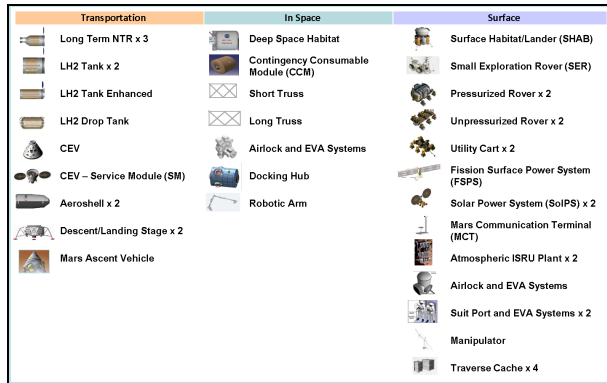 Transportation
Long Term NTR x 3
LH2 Tank x 2
LH2 Tank Enhanced
LH2 Drop Tank
CEV
CEV – Service Module (SM)
Aeroshell x 2
Descent/Landing Stage x 2
Mars Ascent Vehicle
In Space
Deep Space Habitat
Contingency Consumable
Module (CCM)
Short Truss
Long Truss
Airlock and EVA Systems
Docking Hub
Robotic Arm
Surface
Surface Habitat/Lander (SHAB)
Small Exploration Rover (SER)
Pressurized Rover x 2
Unpressurized Rover x 2
Utility Cart x 2
Fission Surface Power System
(FSPS)
Solar Power System (SolPS) x 2
Mars Communication Terminal
(MCT)
Atmospheric ISRU Plant x 2
Airlock and EVA Systems
Suit Port and EVA Systems x 2
Manipulator
Traverse Cache x 4